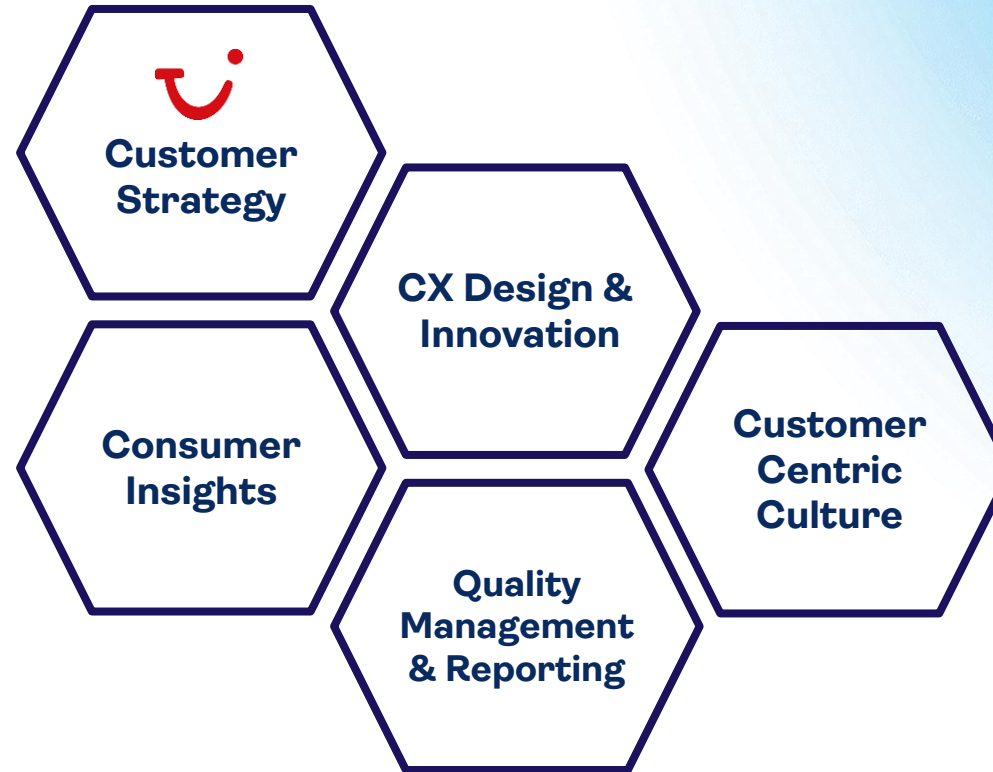 Customer
Strategy
CX Design &
Innovation
Consumer
Insights
Customer
Centric
Culture
Quality
Management
& Reporting